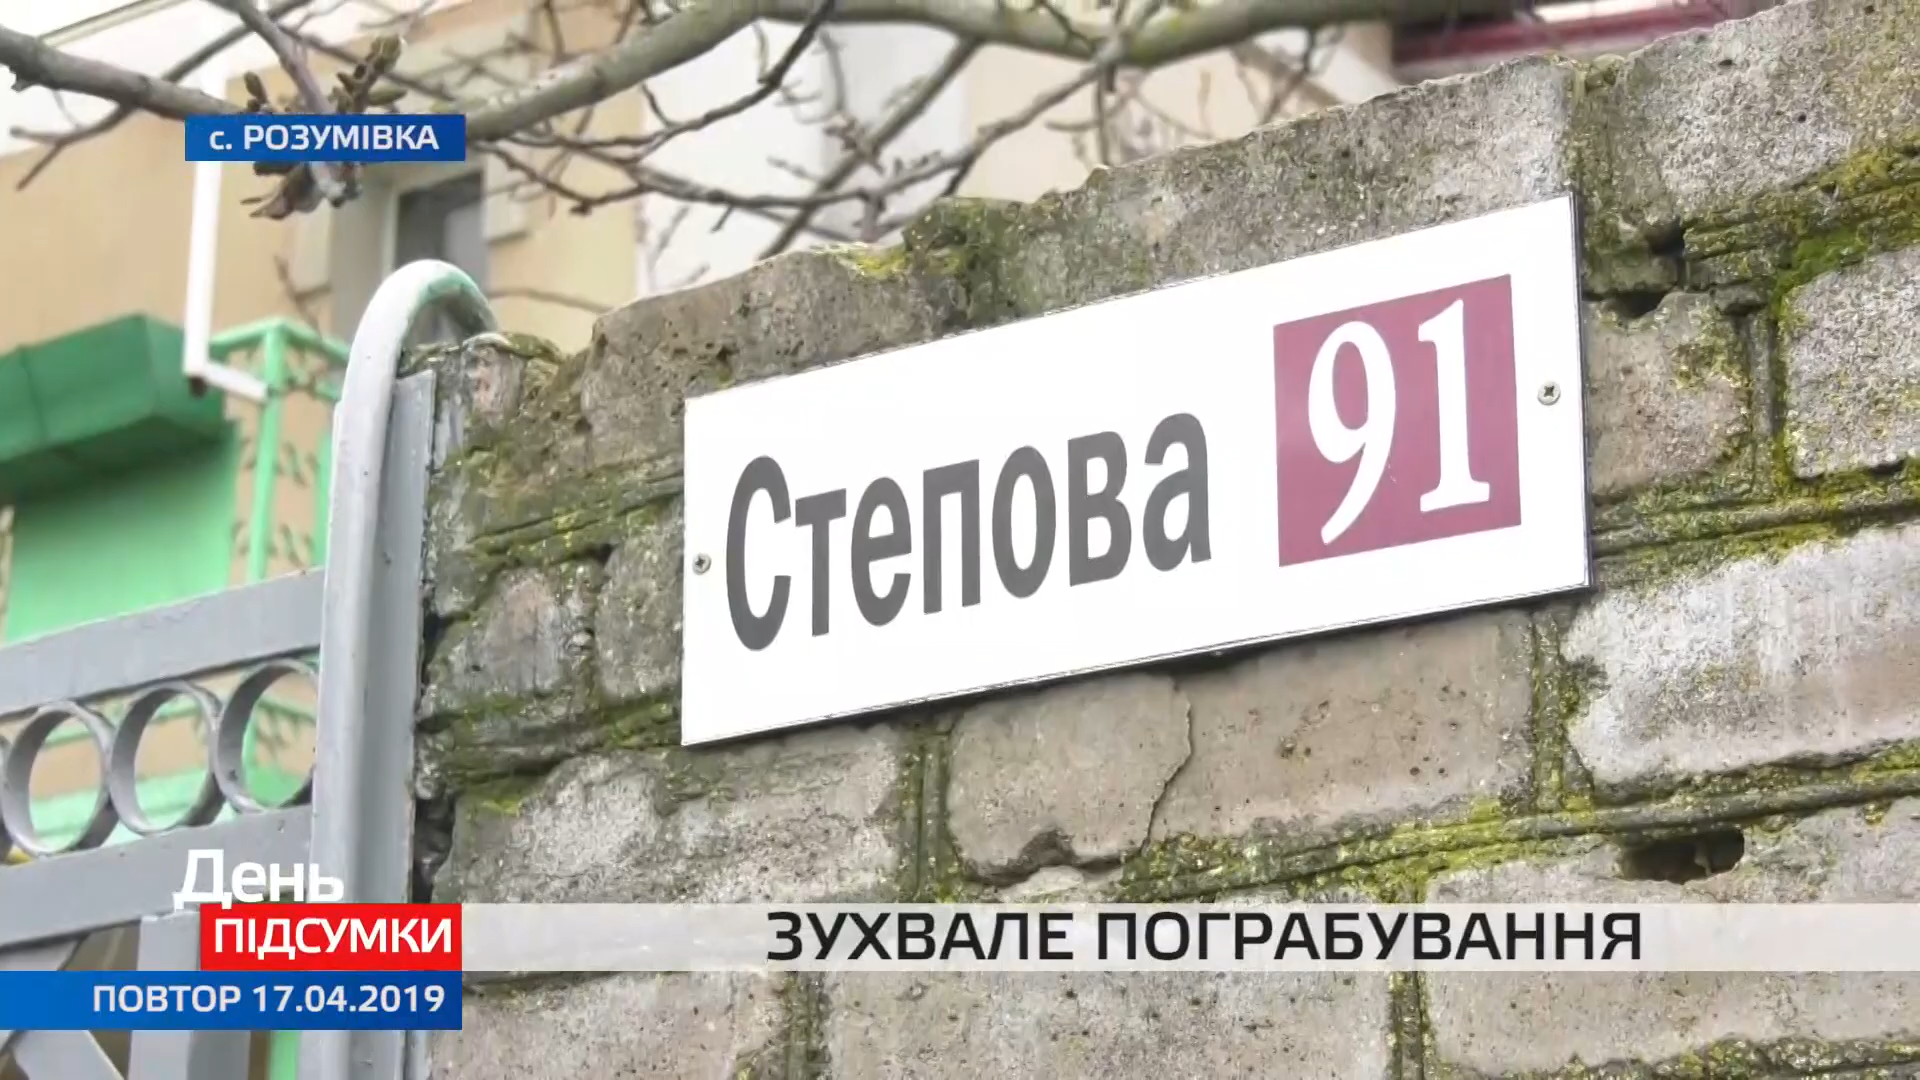 с. РОЗУМІВКА
Степова 91
День
ПІДСУМКИ
ЗУХВАЛЕ ПОГРАБУВАННЯ
ПОВТОР 17.04.2019